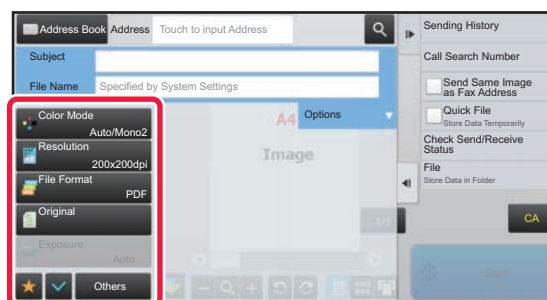 Address Book Address Touch to input Address
Subject
File Name Specified by System Settings
Color Mode
Auto/Mono2
Resolution
200x200dpi
File Format
PDF
Original
Exposure
Auto
Others
Options
A4
Image
1/3
Sending History
Call Search Number
Send Same Image
as Fax Address
Quick File
Store Data Temporarily
Check Send/Receive
Status
File
Store Data in Folder
CA
Start